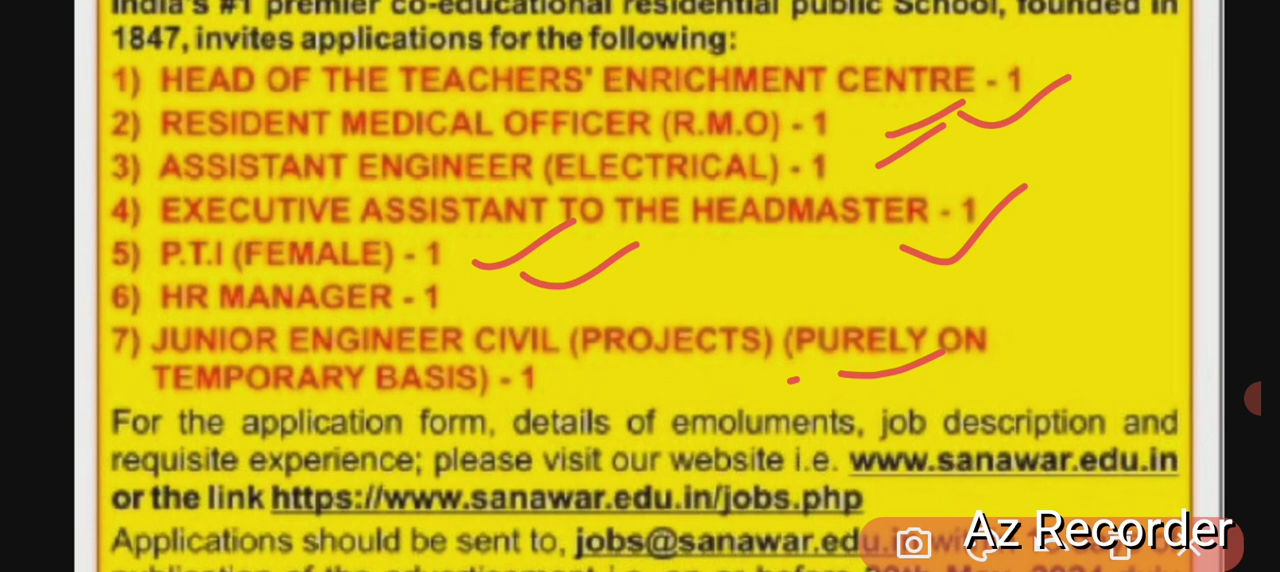 India's #1 premier co-educational residential public School, founded in
1847, invites applications for the following:
1) HEAD OF THE TEACHERS' ENRICHMENT CENTRE - 1
2) RESIDENT MEDICAL OFFICER (R.M.O) - 1
3) ASSISTANT ENGINEER (ELECTRICAL) - 1
4) EXECUTIVE ASSISTANT TO THE HEADMASTER - 1
5) P.T.I (FEMALE) - 1
6) HR MANAGER - 1
7) JUNIOR ENGINEER CIVIL (PROJECTS) (PURELY ON
TEMPORARY BASIS) - 1
For the application form, details of emoluments, job description and
requisite experience; please visit our website i.e. www.sanawar.edu.in
or the link https://www.sanawar.edu.in/jobs.php
Applications should be sent to, jobs@sanawar.edu.i
Az Recorder